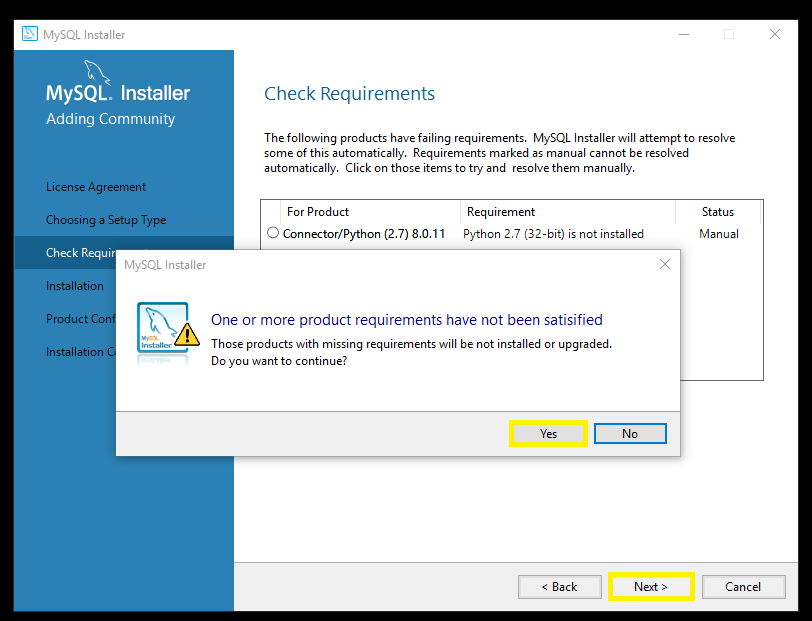 MySQL Installer
MySQL. Installer
Adding Community
License Agreement
Choosing a Setup Type
Check Requir
Installation
Product Conf
Installation C
Check Requirements
The following products have failing requirements. MySQL Installer will attempt to resolve
some of this automatically. Requirements marked as manual cannot be resolved
automatically. Click on those items to try and resolve them manually.
For Product Requirement Status
Connector/Python (2.7) 8.0.11 Python 2.7 (32-bit) is not installed Manual
MySQL Installer
MySQL
Installer
One or more product requirements have not been satisified
Those products with missing requirements will be not installed or upgraded.
Do you want to continue?
Yes No
< Back Next > Cancel